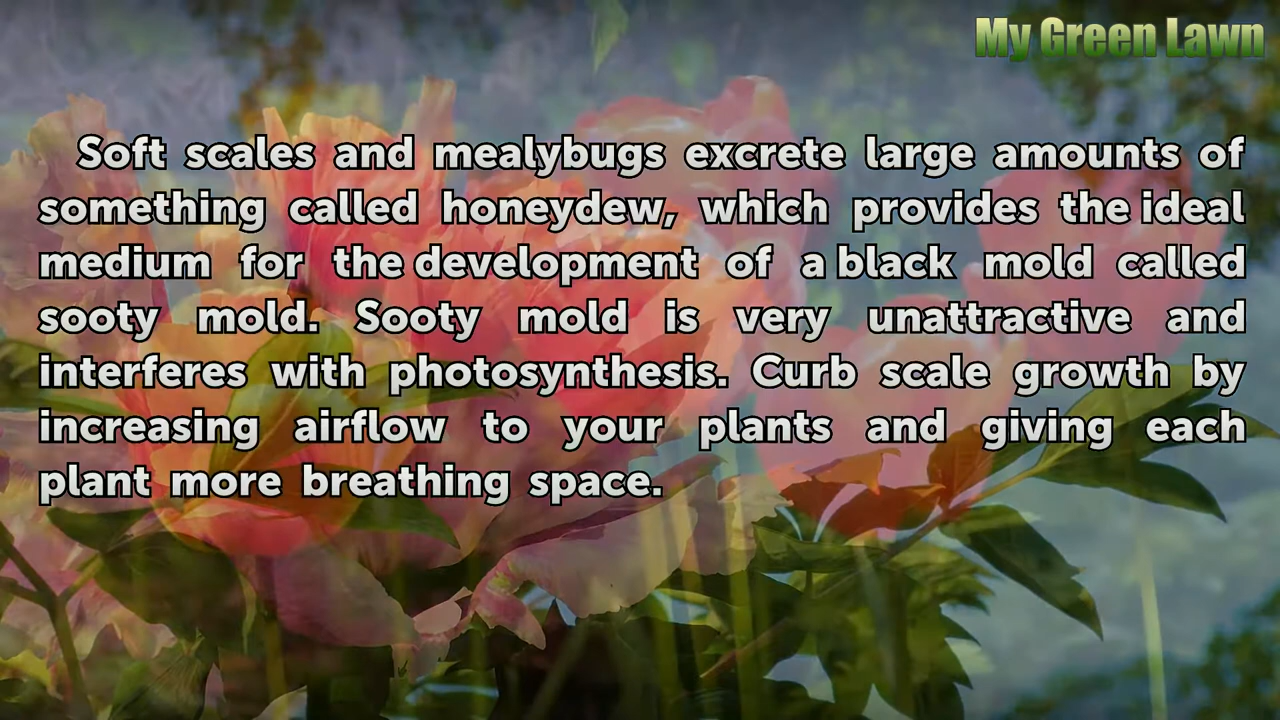 My Green Lawn
Soft scales and mealybugs excrete large amounts of
something called honeydew, which provides the ideal
medium for the development of a black mold called
sooty mold. Sooty mold is very unattractive and
interferes with photosynthesis. Curb scale growth by
increasing airflow to your plants and giving each
plant more breathing space.